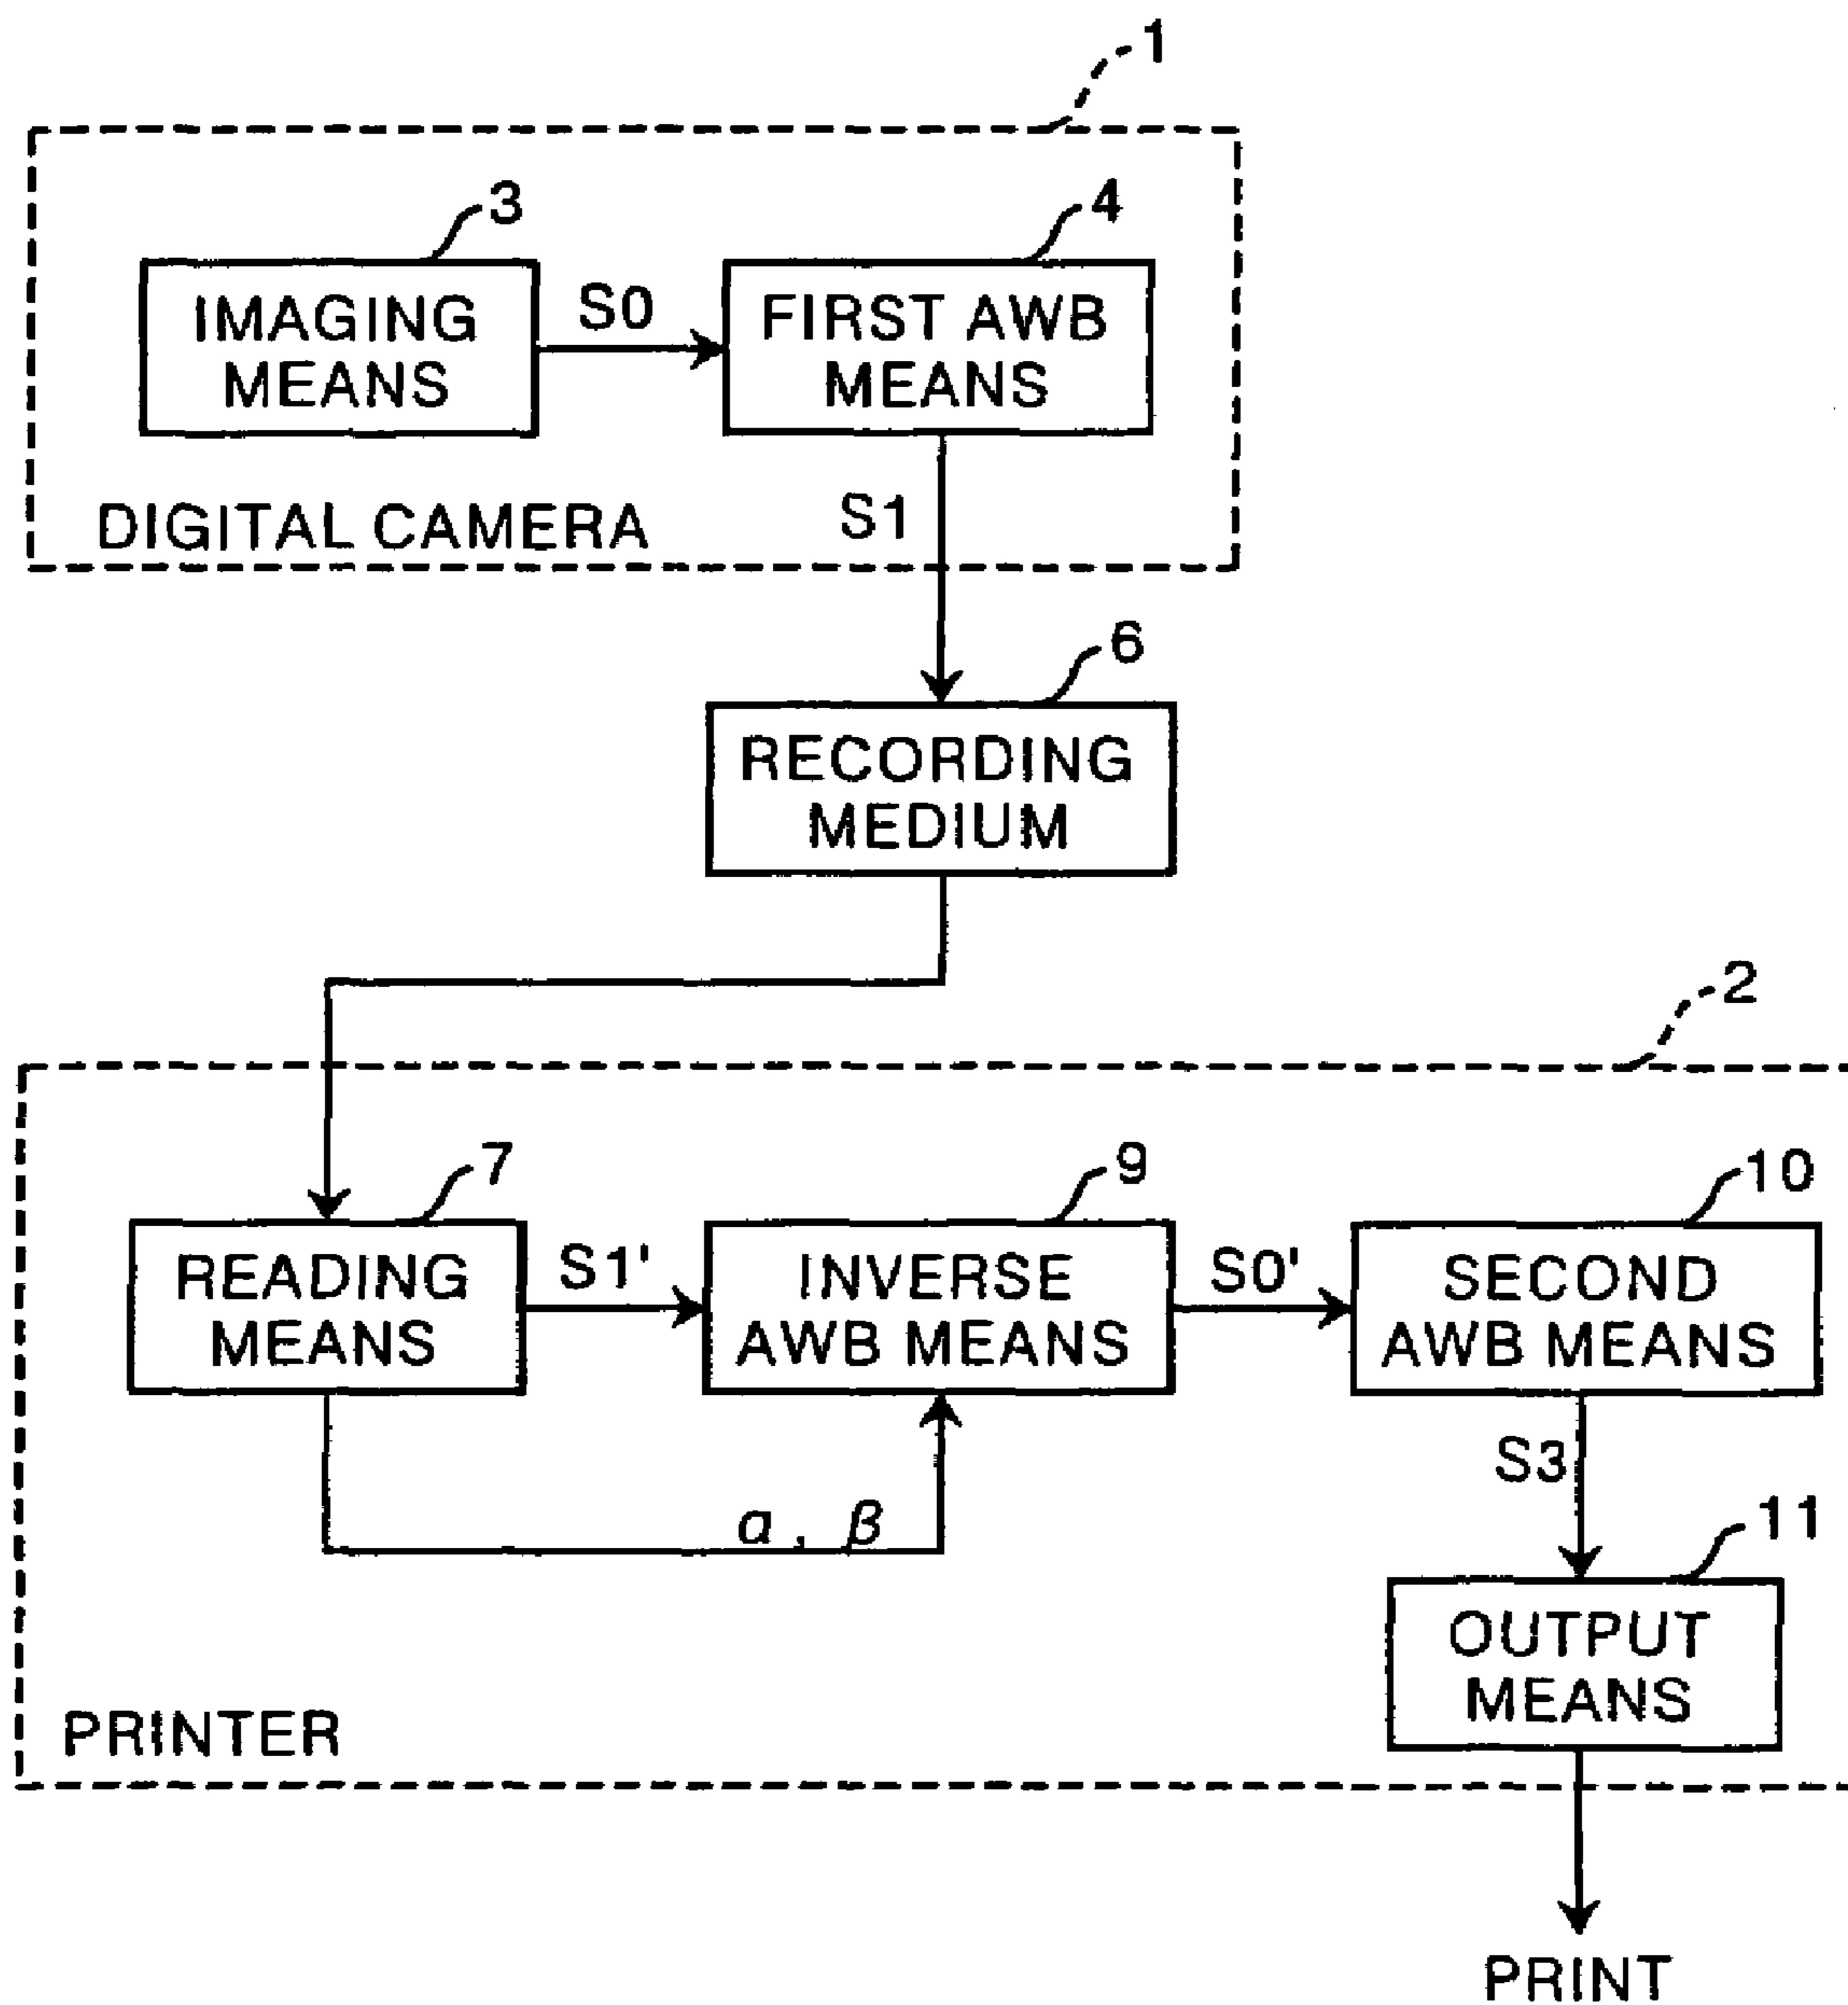 1
3
4
IMAGING
MEANS
S0
FIRST AWB
MEANS
DIGITAL CAMERA
S1
6
RECORDING
MEDIUM
2
7
9
10
READING
MEANS
S1'
INVERSE
AWB MEANS
S0'
SECOND
AWB MEANS
α, β
S3
11
OUTPUT
MEANS
PRINTER
PRINT